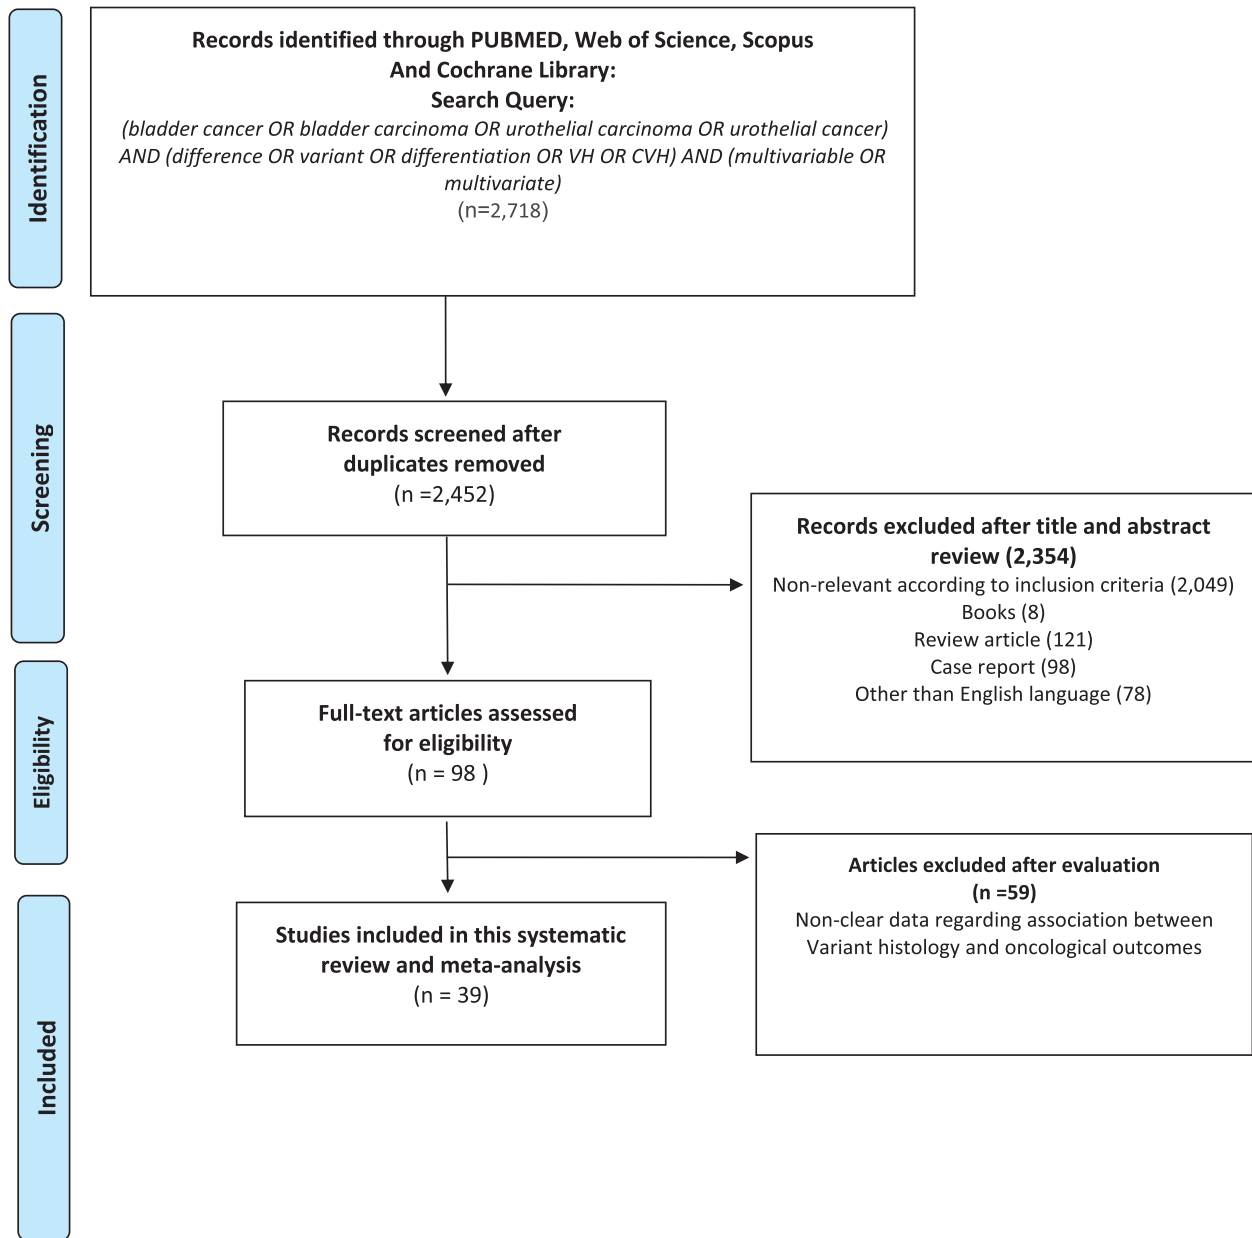 Identification
Records identified through PUBMED, Web of Science, Scopus
And Cochrane Library:
Search Query:
(bladder cancer OR bladder carcinoma OR urothelial carcinoma OR urothelial cancer)
AND (difference OR variant OR differentiation OR VH OR CVH) AND (multivariable OR
multivariate)
(n=2,718)
Screening
Records screened after
duplicates removed
(n =2,452)
Records excluded after title and abstract
review (2,354)
Non-relevant according to inclusion criteria (2,049)
Books (8)
Review article (121)
Case report (98)
Other than English language (78)
Eligibility
Full-text articles assessed
for eligibility
(n = 98 )
Articles excluded after evaluation
(n =59)
Non-clear data regarding association between
Variant histology and oncological outcomes
Included
Studies included in this systematic
review and meta-analysis
(n = 39)